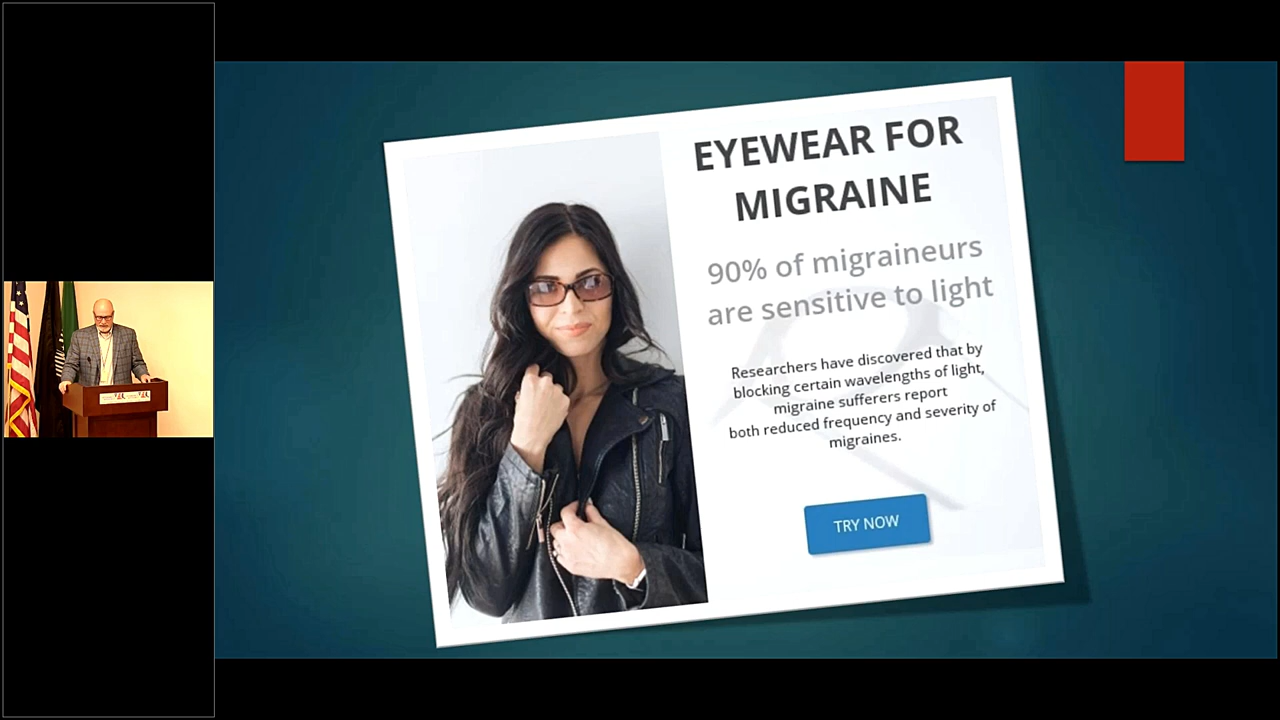 EYEWEAR FOR
MIGRAINE
90% of migraineurs
are sensitive to light
Researchers have discovered that by
blocking certain wavelengths of light,
migraine sufferers report
both reduced frequency and severity of
migraines.
TRY NOW